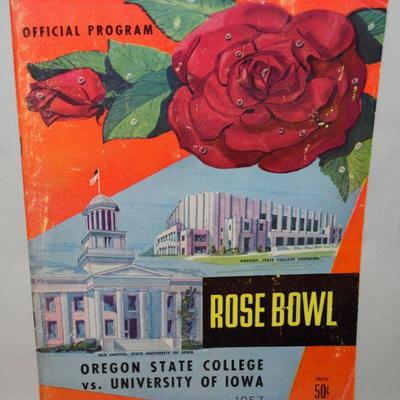 OFFICIAL PROGRAM
OREGON STATE COLLEGE COLISEUM
ROSE BOWL
OLD CAPITOL, STATE UNIVERSITY OF IOWA
OREGON STATE COLLEGE
vs. UNIVERSITY OF IOWA
PRICE
50¢
1957